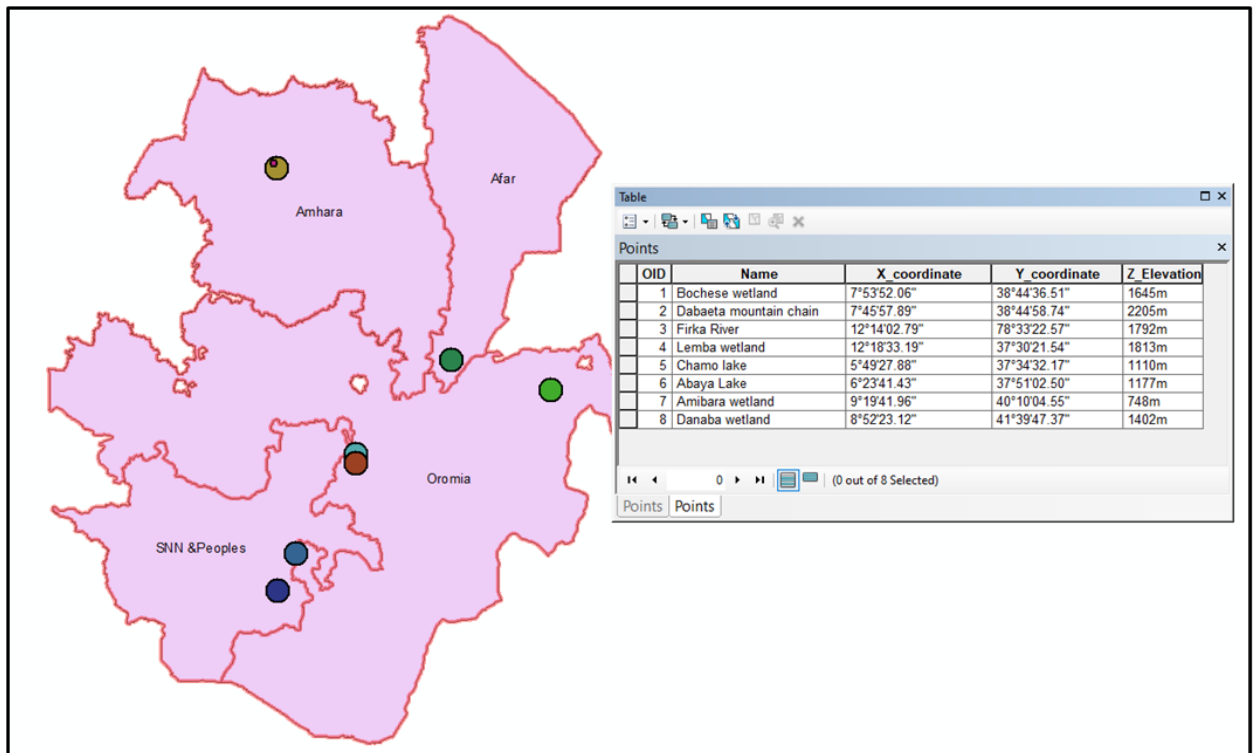 Afar
Amhara
Oromia
SNN &Peoples
Table
Points
OID Name X_coordinate Y_coordinate Z_Elevation
1 Bochese wetland 7°53'52.06" 38°44'36.51" 1645m
2 Dabaeta mountain chain 7°45'57.89" 38°44'58.74" 2205m
3 Firka River 12°14'02.79" 78°33'22.57" 1792m
4 Lemba wetland 12°18'33.19" 37°30'21.54" 1813m
5 Chamo lake 5°49'27.88" 37°34'32.17" 1110m
6 Abaya Lake 6°23'41.43" 37°51'02.50" 1177m
7 Amibara wetland 9°19'41.96" 40°10'04.55" 748m
8 Danaba wetland 8°52'23.12" 41°39'47.37" 1402m
0 (0 out of 8 Selected)
Points Points